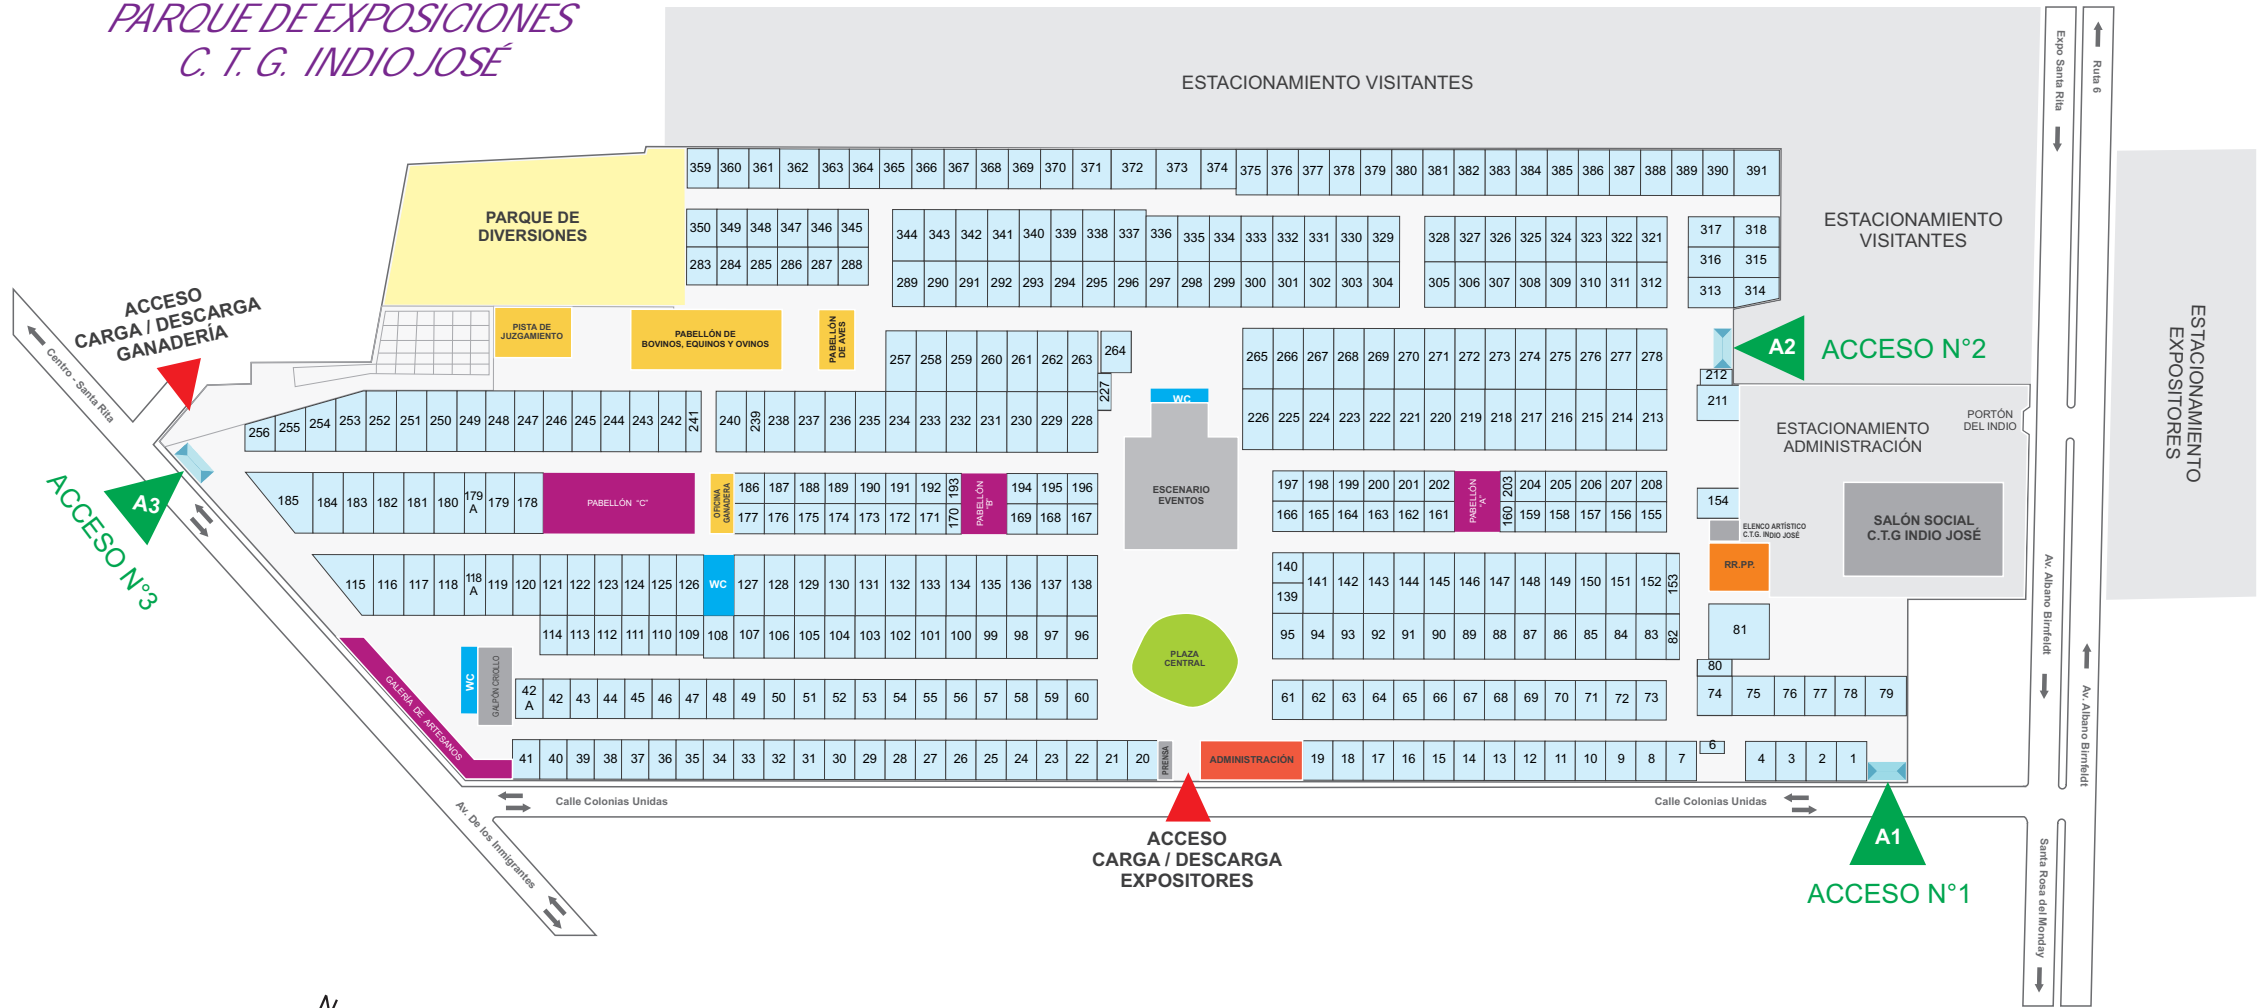 PARQUE DE EXPOSICIONES
C. T. G. INDIO JOSÉ
ESTACIONAMIENTO VISITANTES
Expo Santa Rita
Ruta 6
359 360 361 362 363 364 365 366 367 368 369 370 371 372 373 374 375 376 377 378 379 380 381 382 383 384 385 386 387 388 389 390 391
PARQUE DE
DIVERSIONES
350 349 348 347 346 345 344 343 342 341 340 339 338 337 336 335 334 333 332 331 330 329 328 327 326 325 324 323 322 321 317 318
ESTACIONAMIENTO
VISITANTES
283 284 285 286 287 288 289 290 291 292 293 294 295 296 297 298 299 300 301 302 303 304 305 306 307 308 309 310 311 312 316 315
313 314
ACCESO
CARGA / DESCARGA
GANADERÍA
Centro - Santa Rita
PISTA DE
JUZGAMIENTO
PABELLÓN DE
BOVINOS, EQUINOS Y OVINOS
PABELLÓN
DE AVES
257 258 259 260 261 262 263 264 265 266 267 268 269 270 271 272 273 274 275 276 277 278
227
A2
ACCESO N°2
212
211
ESTACIONAMIENTO
EXPOSITORES
256 255 254 253 252 251 250 249 248 247 246 245 244 243 242 241 240 239 238 237 236 235 234 233 232 231 230 229 228
WC
226 225 224 223 222 221 220 219 218 217 216 215 214 213
ESTACIONAMIENTO
ADMINISTRACIÓN
PORTÓN
DEL INDIO
A3
ACCESO N°3
185 184 183 182 181 180 179 A 179 178
PABELLÓN "C"
OFICINA
GANADERA
186 187 188 189 190 191 192 193
PABELLÓN
"B"
194 195 196
177 176 175 174 173 172 171 170 169 168 167
ESCENARIO
EVENTOS
197 198 199 200 201 202
PABELLÓN
"A"
203 204 205 206 207 208
166 165 164 163 162 161 160 159 158 157 156 155
154
ELENCO ARTÍSTICO
C.T.G. INDIO JOSÉ
SALÓN SOCIAL
C.T.G INDIO JOSÉ
RR.PP.
115 116 117 118 118 A 119 120 121 122 123 124 125 126
WC
127 128 129 130 131 132 133 134 135 136 137 138
140
139
141 142 143 144 145 146 147 148 149 150 151 152 153
Av. Albano Birnfeldt
114 113 112 111 110 109 108 107 106 105 104 103 102 101 100 99 98 97 96
95 94 93 92 91 90 89 88 87 86 85 84 83 82
81
80
PLAZA
CENTRAL
GALERÍA DE ARTESANOS
WC
GALPÓN CRIOLLO
42 A 42 43 44 45 46 47 48 49 50 51 52 53 54 55 56 57 58 59 60
61 62 63 64 65 66 67 68 69 70 71 72 73
74 75 76 77 78 79
Av. Albano Birnfeldt
41 40 39 38 37 36 35 34 33 32 31 30 29 28 27 26 25 24 23 22 21 20
PRENSA
ADMINISTRACIÓN
19 18 17 16 15 14 13 12 11 10 9 8 7 6 4 3 2 1
Calle Colonias Unidas
Calle Colonias Unidas
Av. De los Inmigrantes
ACCESO
CARGA / DESCARGA
EXPOSITORES
A1
ACCESO N°1
Santa Rosa del Monday
N